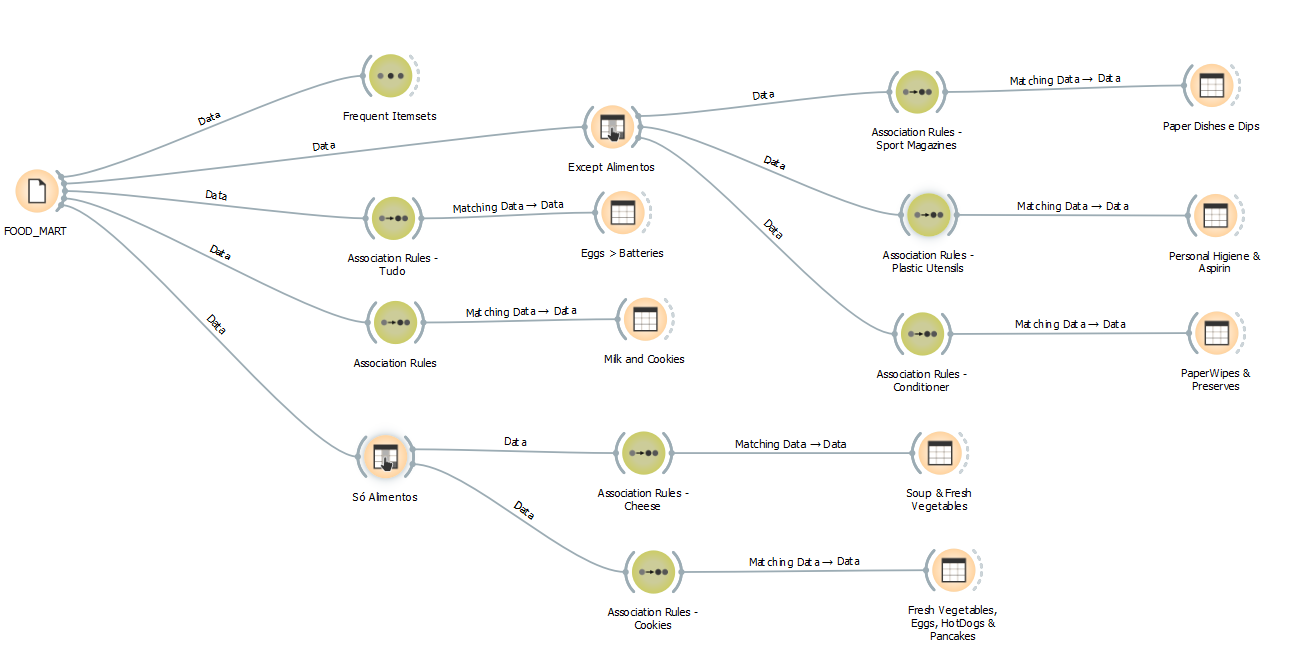 Data
Frequent Itemsets
Data
Except Alimentos
Data
Association Rules -
Sport Magazines
Matching Data → Data
Paper Dishes e Dips
FOOD_MART
Data
Association Rules -
Tudo
Matching Data → Data
Eggs > Batteries
Data
Association Rules -
Plastic Utensils
Matching Data → Data
Personal Higiene &
Aspirin
Data
Association Rules
Matching Data → Data
Milk and Cookies
Data
Association Rules -
Conditioner
Matching Data → Data
PaperWipes &
Preserves
Data
Só Alimentos
Data
Association Rules -
Cheese
Matching Data → Data
Soup & Fresh
Vegetables
Data
Association Rules -
Cookies
Matching Data → Data
Fresh Vegetables,
Eggs, HotDogs &
Pancakes